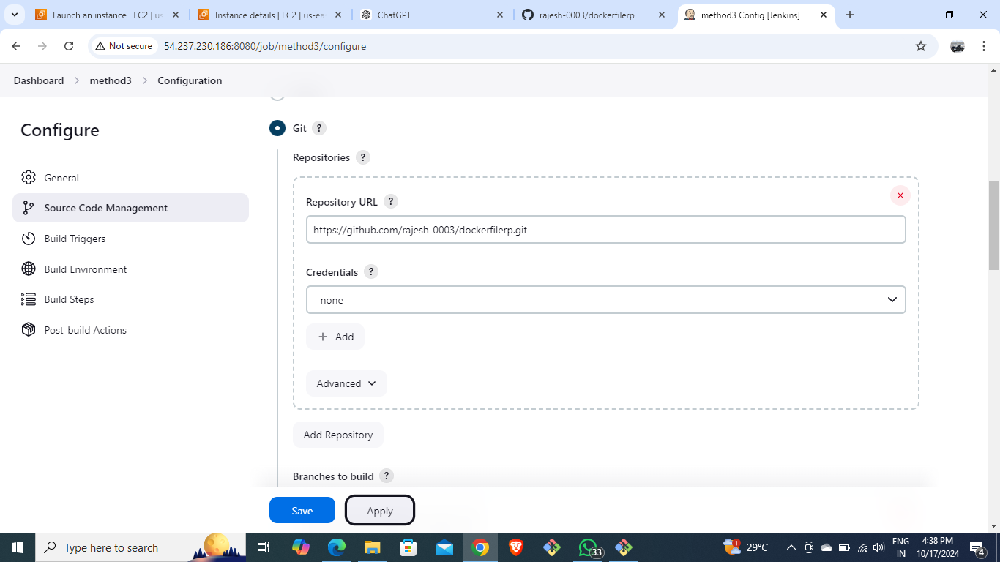 Launch an instance | EC2 | us
Instance details | EC2 | us-ea
ChatGPT
rajesh-0003/dockerfilerp
method3 Config [Jenkins]
Not secure
54.237.230.186:8080/job/method3/configure
Dashboard
method3
Configuration
Configure
General
Source Code Management
Build Triggers
Build Environment
Build Steps
Post-build Actions
Git ?
Repositories ?
Repository URL ?
https://github.com/rajesh-0003/dockerfilerp.git
Credentials ?
- none -
+ Add
Advanced
Add Repository
Branches to build ?
Save
Apply
Type here to search
33
1
29°C
ENG
IN
4:38 PM
10/17/2024
4